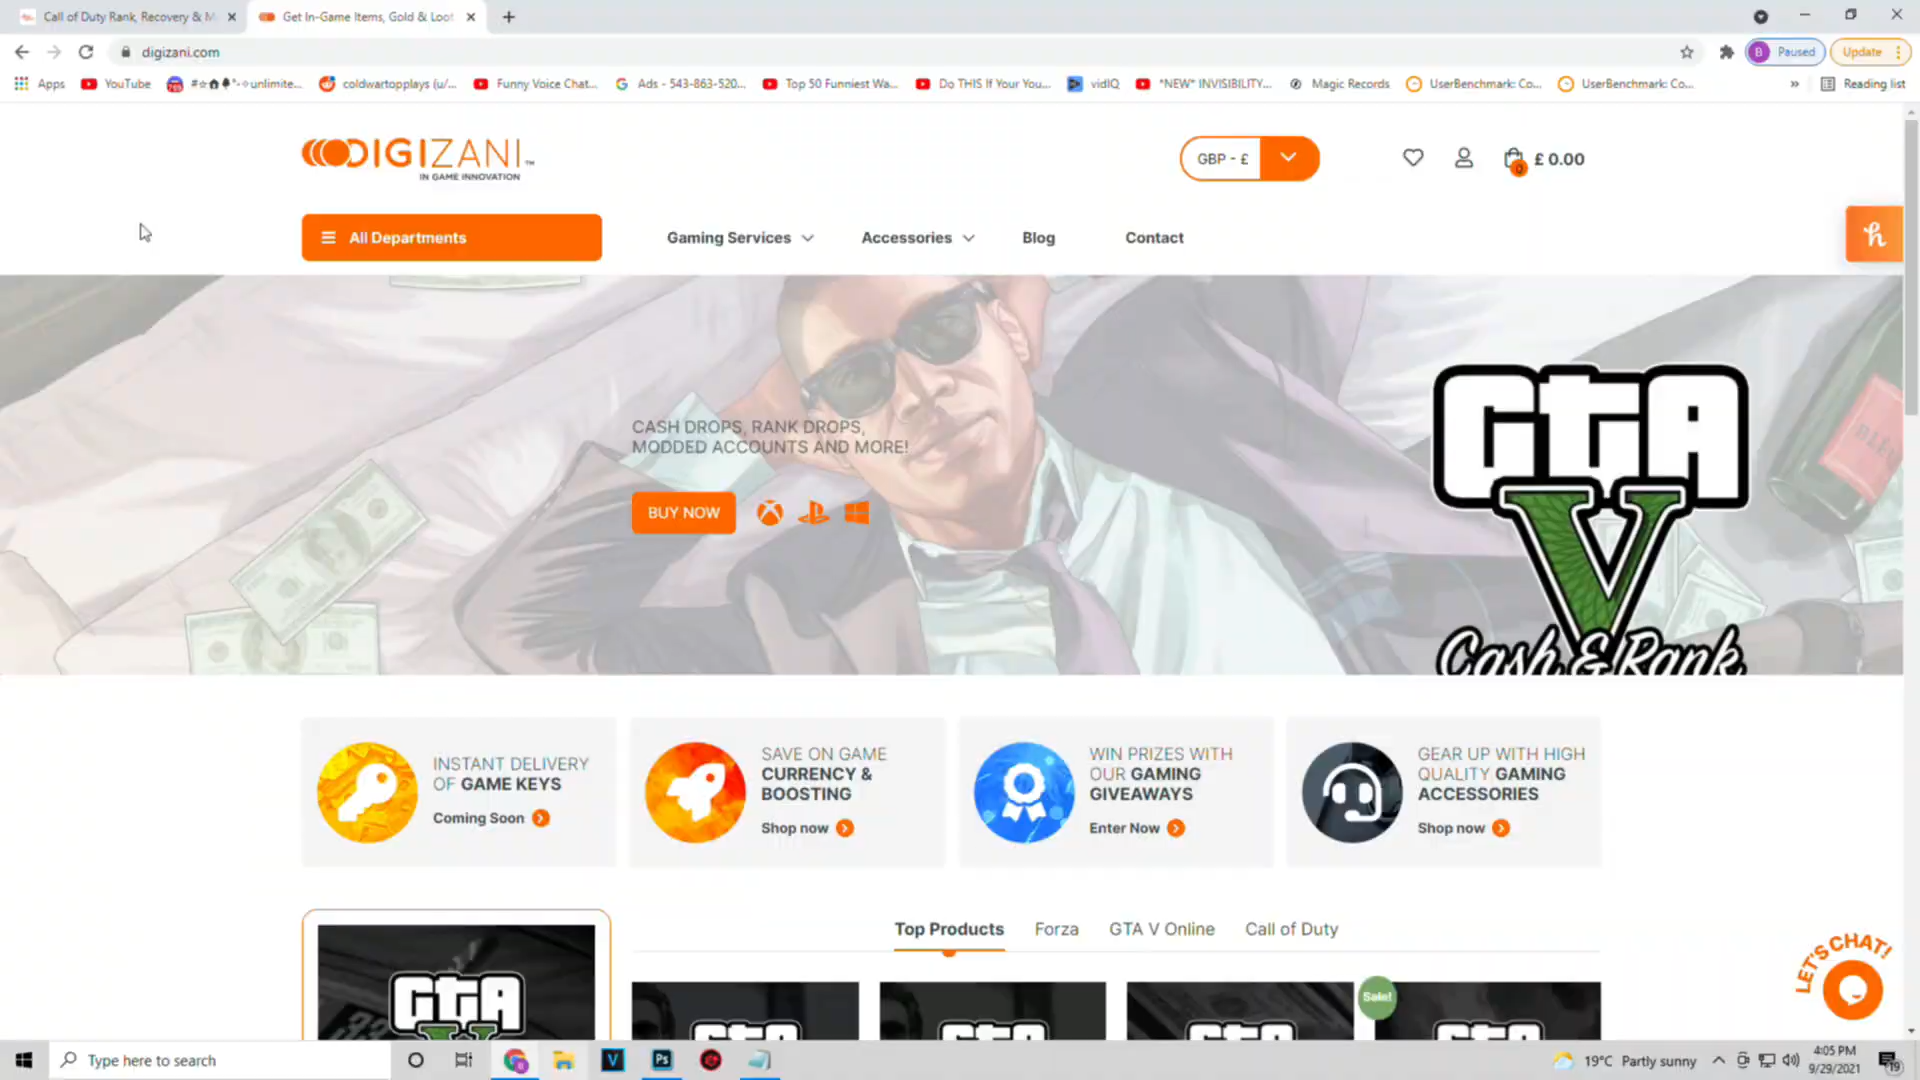 Call of Duty Rank, Recovery & M
Get In-Game Items, Gold & Loot
digizani.com
Paused
Update
Apps
YouTube
coldwartopplays (u/...
Funny Voice Chat...
Ads - 543-863-520...
Top 50 Funniest Wa...
Do THIS If Your You...
vidIQ
*NEW* INVISIBILITY...
Magic Records
UserBenchmark: Co...
UserBenchmark: Co...
»
Reading list
DIGIZANI™
IN GAME INNOVATION
GBP - £
0
£ 0.00
All Departments
Gaming Services
Accessories
Blog
Contact
h
CASH DROPS, RANK DROPS,
MODDED ACCOUNTS AND MORE!
BUY NOW
GTA
V
Cash & Rank
INSTANT DELIVERY
OF GAME KEYS
Coming Soon
SAVE ON GAME
CURRENCY &
BOOSTING
Shop now
WIN PRIZES WITH
OUR GAMING
GIVEAWAYS
Enter Now
GEAR UP WITH HIGH
QUALITY GAMING
ACCESSORIES
Shop now
Top Products
Forza
GTA V Online
Call of Duty
Sale!
GTA
LET'S CHAT!
Type here to search
19°C Partly sunny
4:05 PM
9/29/2021
19